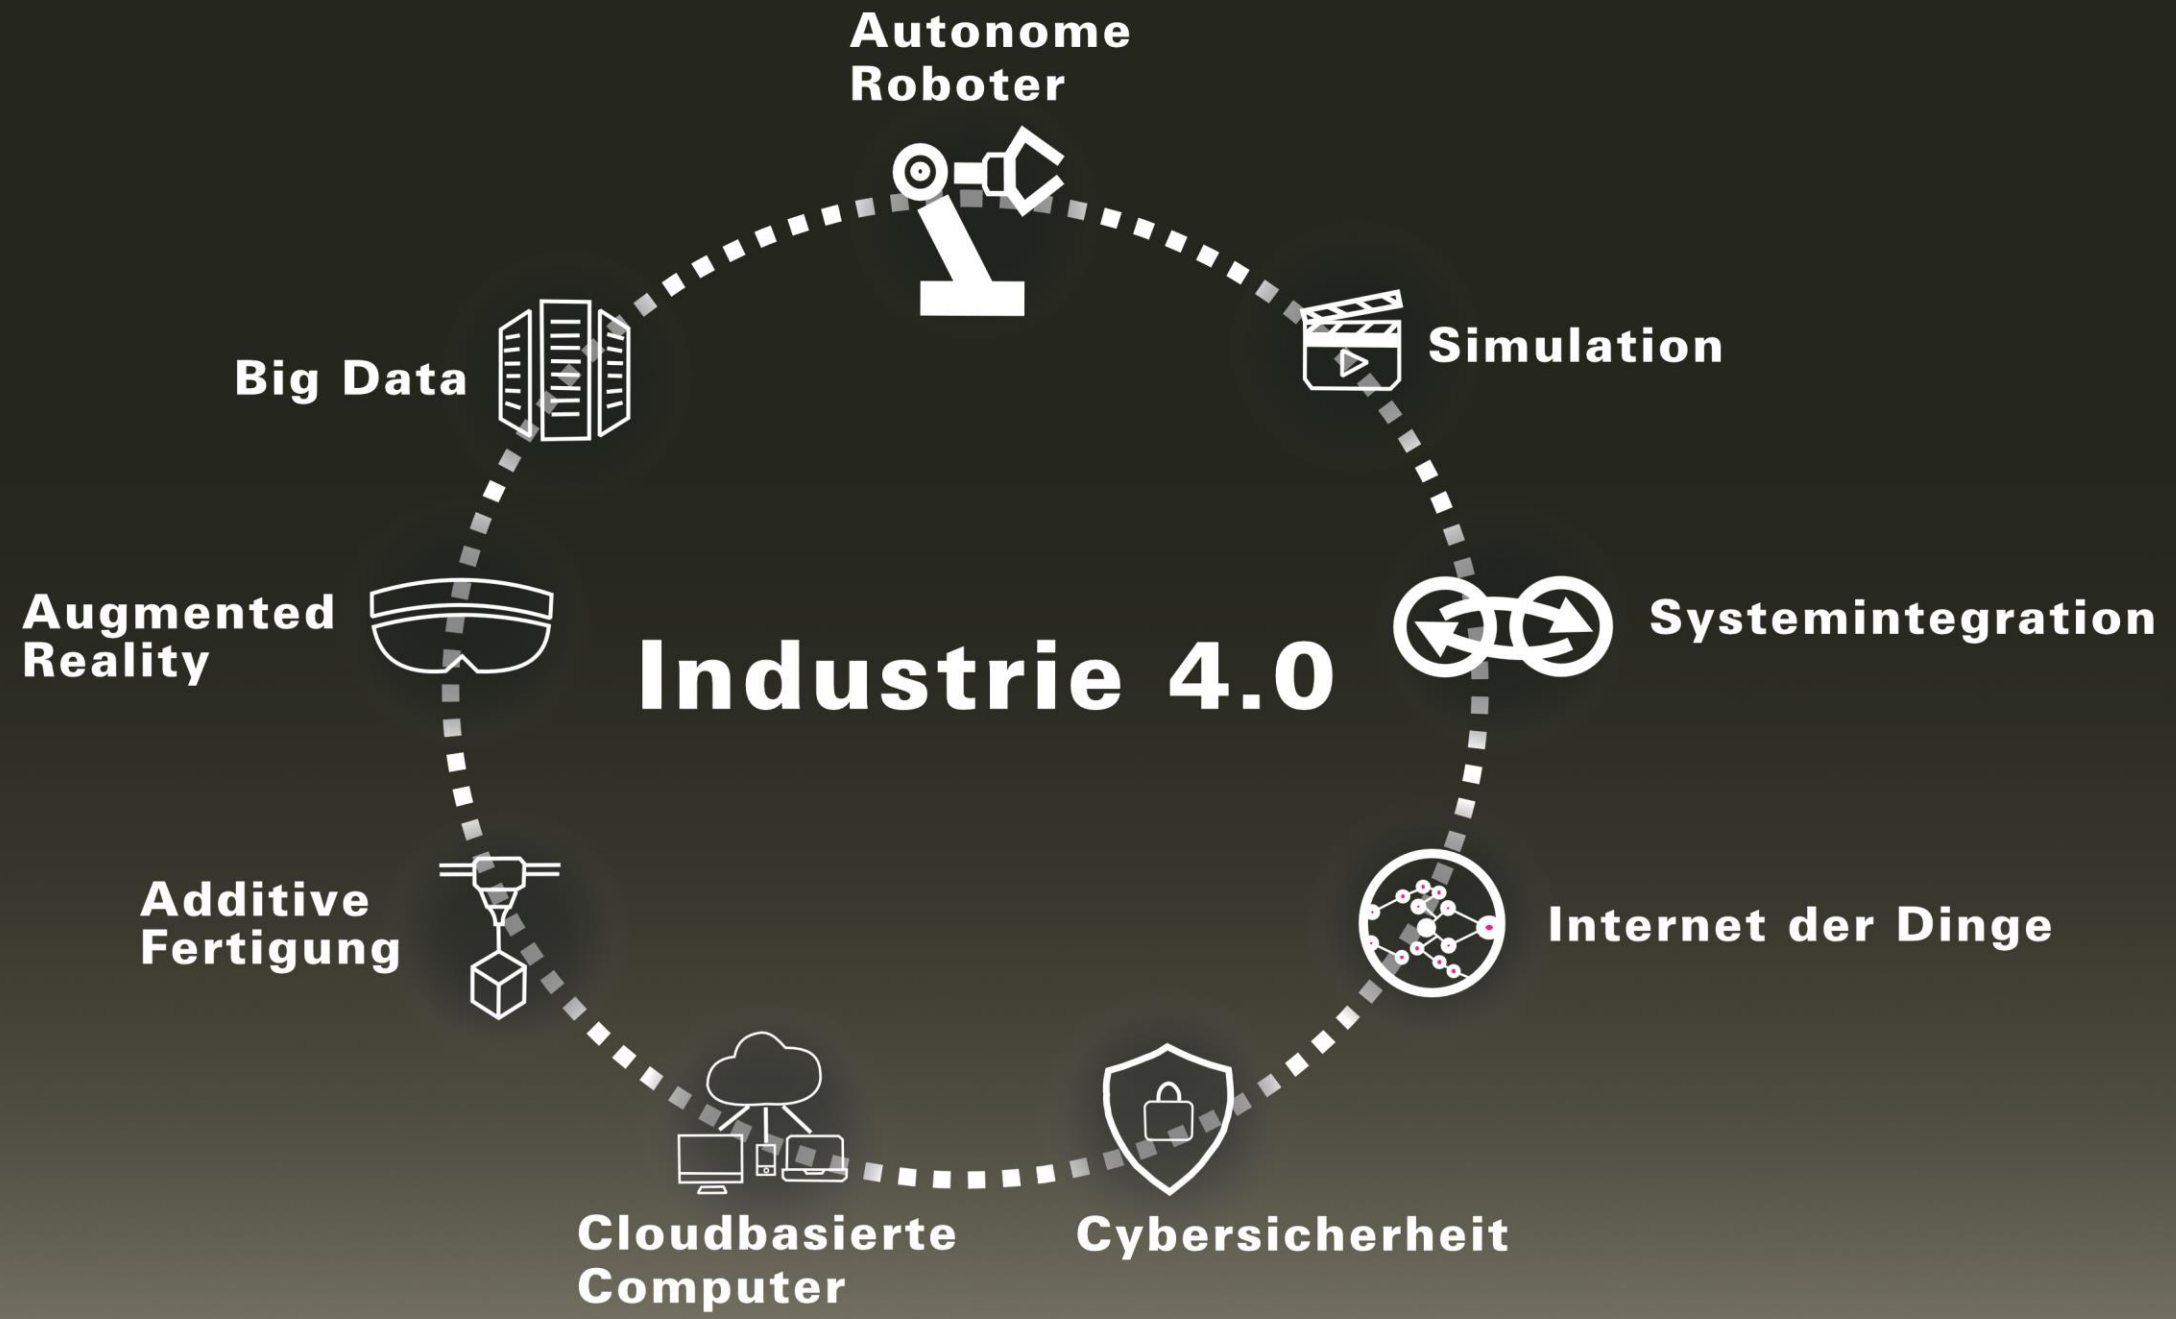 Autonome
Roboter
Simulation
Big Data
Systemintegration
Augmented
Reality
Industrie 4.0
Internet der Dinge
Additive
Fertigung
Cybersicherheit
Cloudbasierte
Computer